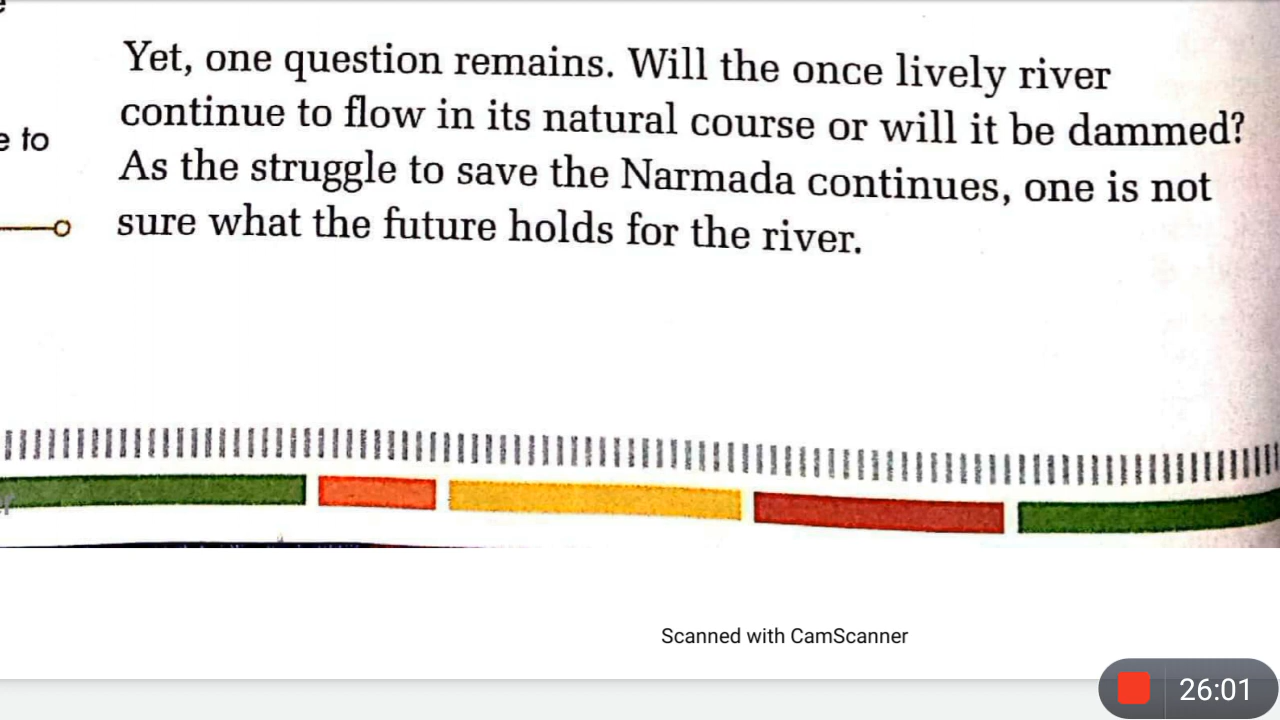 Yet, one question remains. Will the once lively river
continue to flow in its natural course or will it be dammed?
e to
As the struggle to save the Narmada continues, one is not
sure what the future holds for the river.
Scanned with CamScanner
26:01